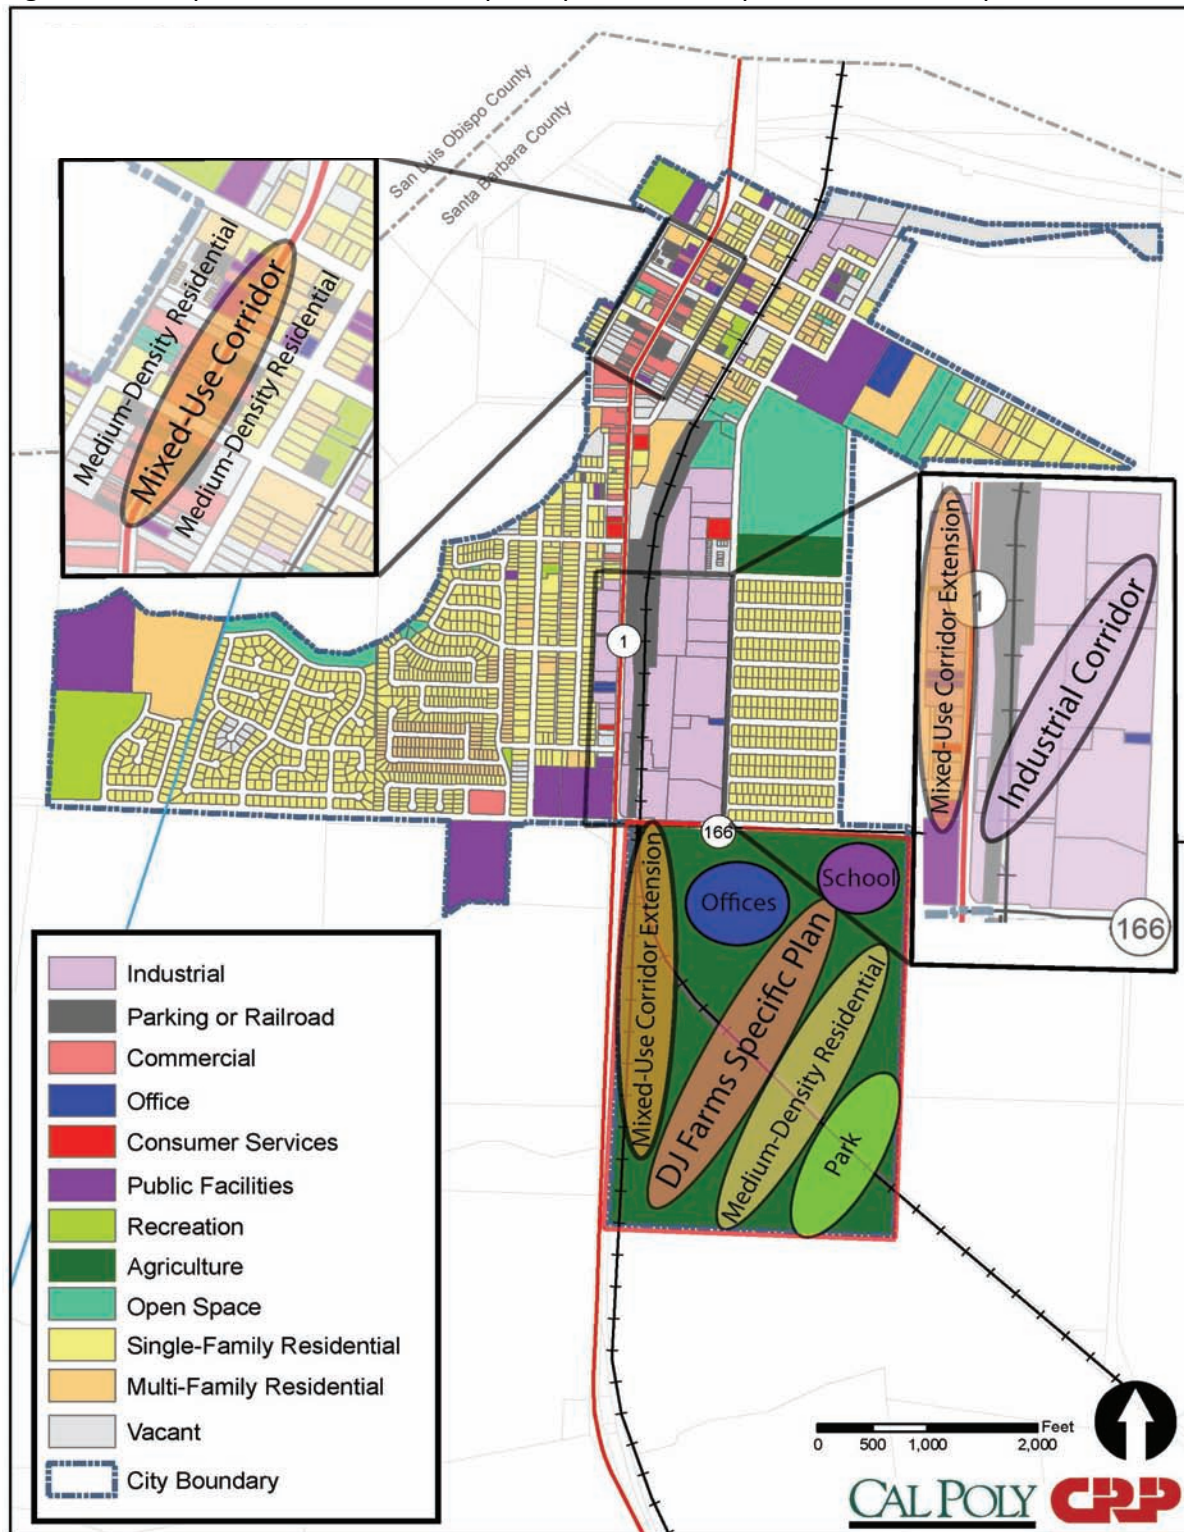 San Luis Obispo County
Santa Barbara County
Medium-Density Residential
Mixed-Use Corridor
Medium-Density Residential
1
Mixed-Use Corridor Extension
1
Industrial Corridor
166
166
Mixed-Use Corridor Extension
Offices
School
DJ Farms Specific Plan
Medium-Density Residential
Park
Industrial
Parking or Railroad
Commercial
Office
Consumer Services
Public Facilities
Recreation
Agriculture
Open Space
Single-Family Residential
Multi-Family Residential
Vacant
City Boundary
Feet
0 500 1,000 2,000
CAL POLY CRP